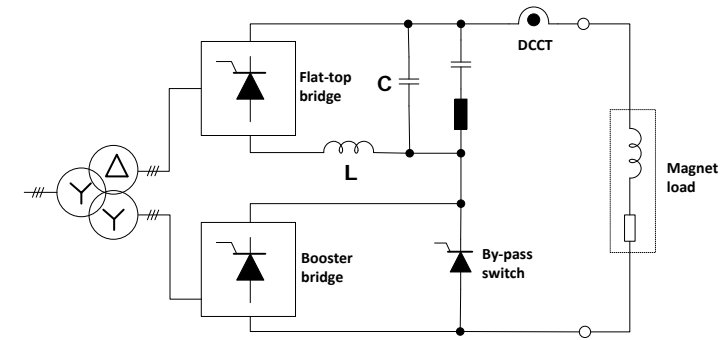 DCCT
Flat-top
bridge
C
L
Magnet
load
Booster
bridge
By-pass
switch